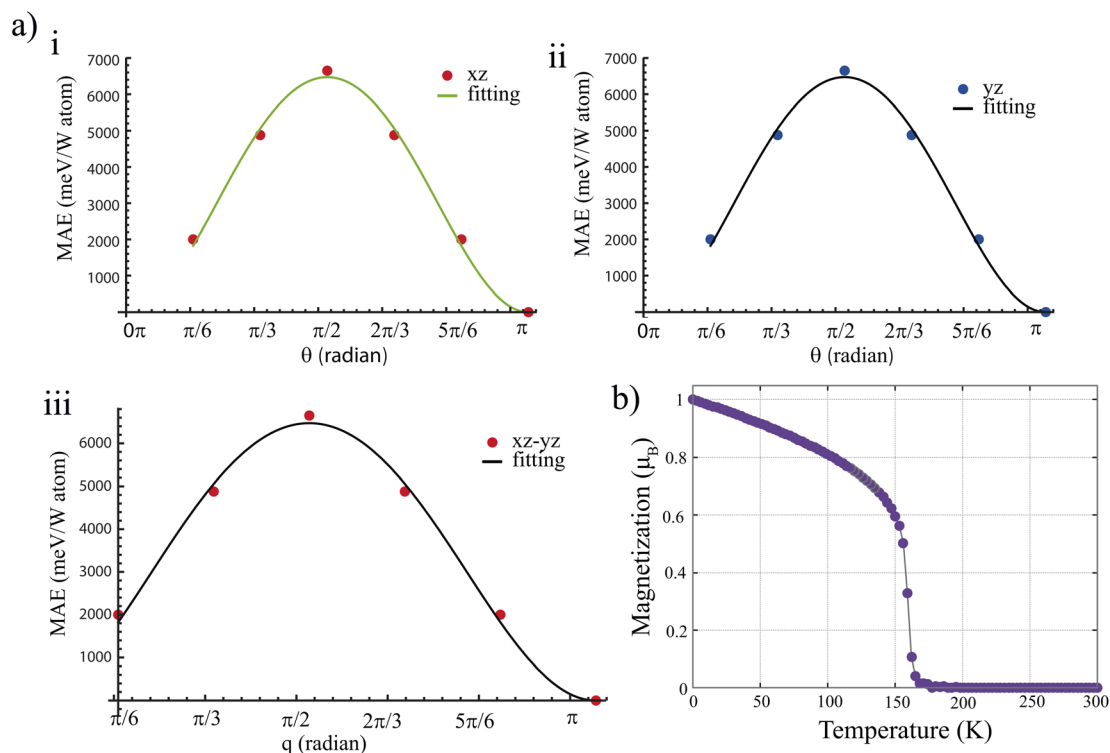 a)
i
7000
6000
5000
4000
3000
2000
1000
MAE (meV/W atom)
xz
fitting
0π π/6 π/3 π/2 2π/3 5π/6 π
θ (radian)
ii
7000
6000
5000
4000
3000
2000
1000
MAE (meV/W atom)
yz
fitting
0π π/6 π/3 π/2 2π/3 5π/6 π
θ (radian)
iii
6000
5000
4000
3000
2000
1000
MAE (meV/W atom)
xz-yz
fitting
π/6 π/3 π/2 2π/3 5π/6 π
q (radian)
b)
1
0.8
0.6
0.4
0.2
0
Magnetization (μB)
0 50 100 150 200 250 300
Temperature (K)